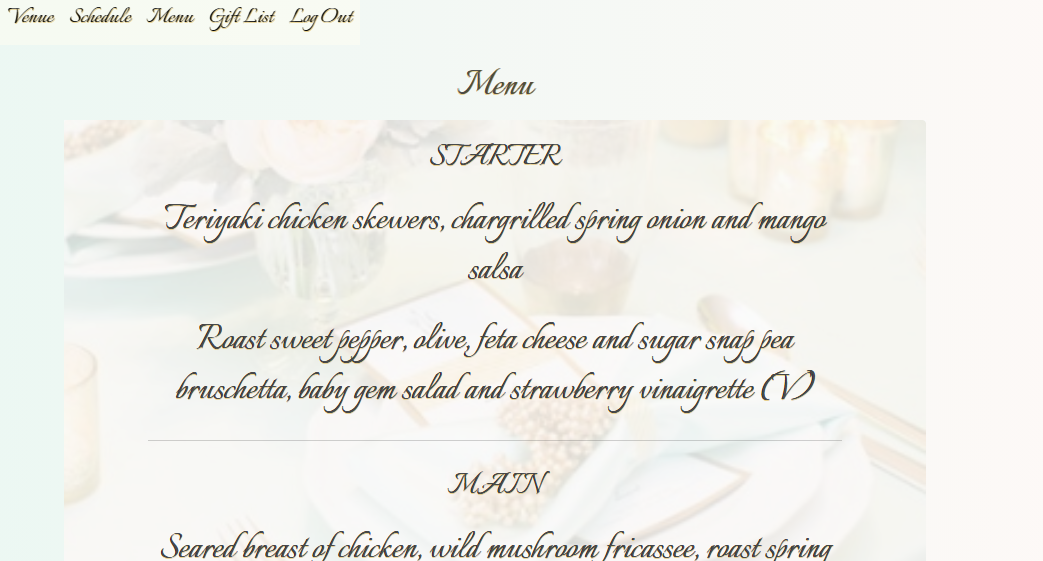 Venue Schedule Menu Gift List Log Out
Menu
STARTER
Teriyaki chicken skewers, chargrilled spring onion and mango
salsa
Roast sweet pepper, olive, feta cheese and sugar snap pea
bruschetta, baby gem salad and strawberry vinaigrette (V)
MAIN
Seared breast of chicken, wild mushroom fricassee, roast spring